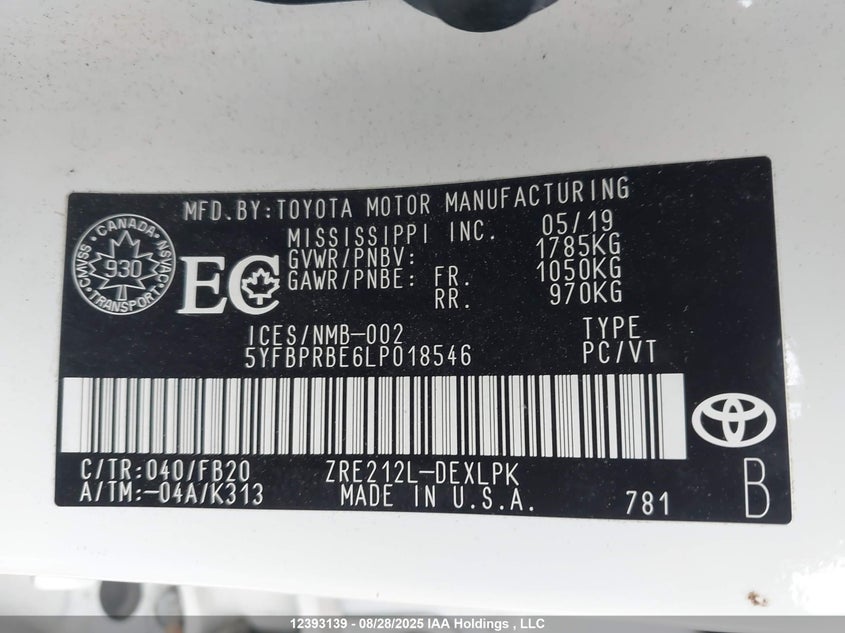 MFD.BY:TOYOTA MOTOR MANUFACTURING
MISSISSIPPI INC. 05/19
GVWR/PNBV: 1785KG
GAWR/PNBE: FR. 1050KG
RR. 970KG
CANADA
CMVSS 930 NSVAC
TRANSPORT
EC
ICES/NMB-002 TYPE
5YFBPRBE6LP018546 PC/VT
C/TR:040/FB20 ZRE212L-DEXLPK
A/TM:-04A/K313 MADE IN U.S.A. 781 B
12393139 - 08/28/2025 IAA Holdings , LLC